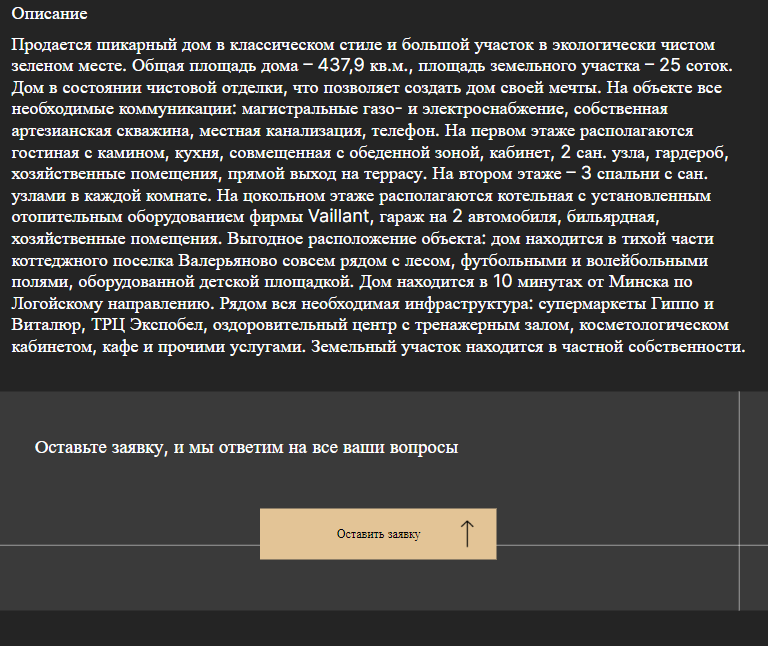 Описание
Продается шикарный дом в классическом стиле и большой участок в экологически чистом
зеленом месте. Общая площадь дома – 437,9 кв.м., площадь земельного участка – 25 соток.
Дом в состоянии чистовой отделки, что позволяет создать дом своей мечты. На объекте все
необходимые коммуникации: магистральные газо- и электроснабжение, собственная
артезианская скважина, местная канализация, телефон. На первом этаже располагаются
гостиная с камином, кухня, совмещенная с обеденной зоной, кабинет, 2 сан. узла, гардероб,
хозяйственные помещения, прямой выход на террасу. На втором этаже – 3 спальни с сан.
узлами в каждой комнате. На цокольном этаже располагаются котельная с установленным
отопительным оборудованием фирмы Vaillant, гараж на 2 автомобиля, бильярдная,
хозяйственные помещения. Выгодное расположение объекта: дом находится в тихой части
коттеджного поселка Валерьяново совсем рядом с лесом, футбольными и волейбольными
полями, оборудованной детской площадкой. Дом находится в 10 минутах от Минска по
Логойскому направлению. Рядом вся необходимая инфраструктура: супермаркеты Гиппо и
Виталюр, ТРЦ Экспобел, оздоровительный центр с тренажерным залом, косметологическом
кабинетом, кафе и прочими услугами. Земельный участок находится в частной собственности.
Оставьте заявку, и мы ответим на все ваши вопросы
Оставить заявку